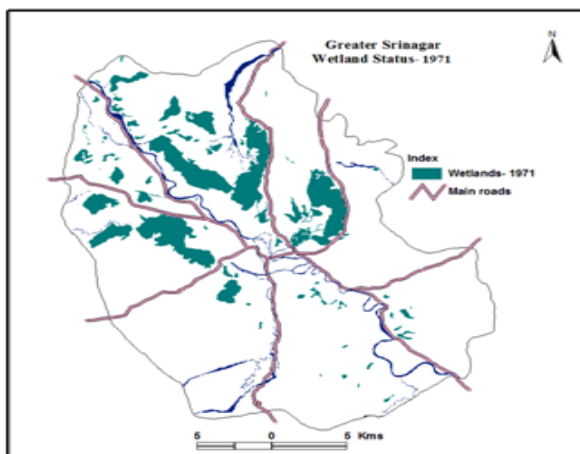 Greater Srinagar
Wetland Status- 1971
N
Index
Wetlands- 1971
Main roads
5 0 5 Kms